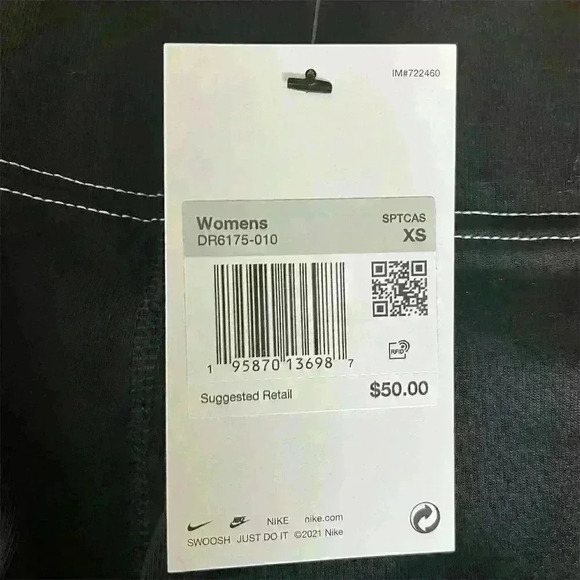 IM#722460
Womens SPTCAS
DR6175-010 XS
RFID
1 95870 13698 7
Suggested Retail $50.00
NIKE NIKE nike.com
SWOOSH JUST DO IT ©2021 Nike